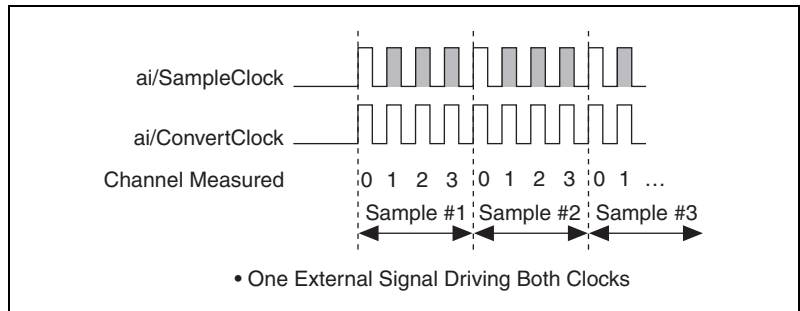 ai/SampleClock
ai/ConvertClock
Channel Measured 0 1 2 3 0 1 2 3 0 1 …
Sample #1 Sample #2 Sample #3
• One External Signal Driving Both Clocks